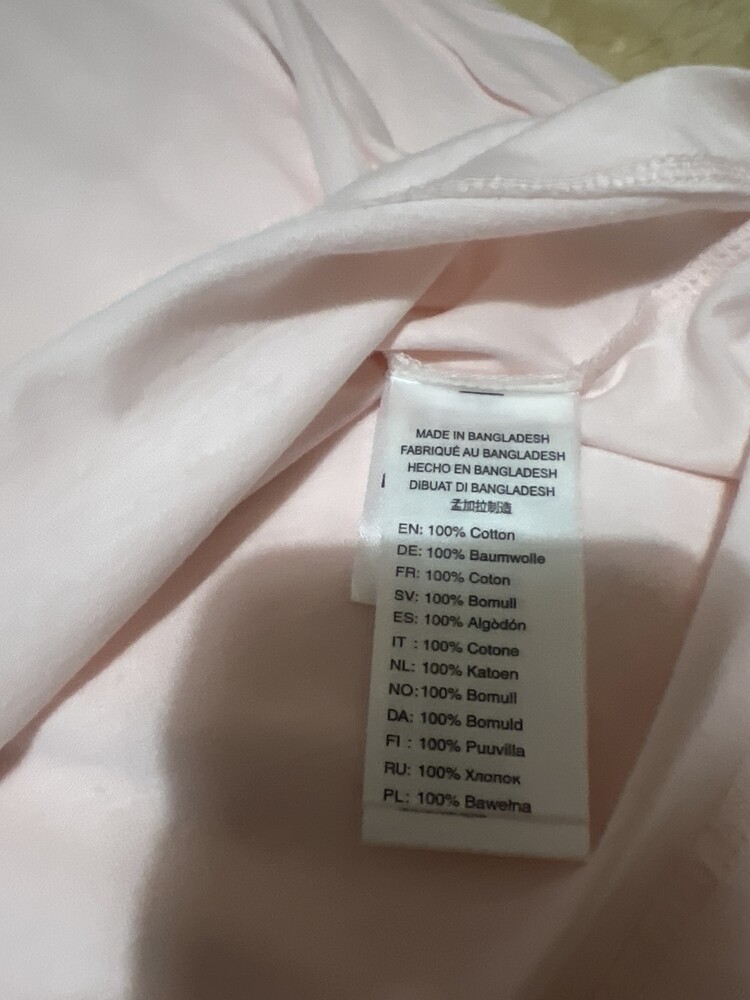 MADE IN BANGLADESH
FABRIQUÉ AU BANGLADESH
HECHO EN BANGLADESH
DIBUAT DI BANGLADESH
孟加拉制造
EN: 100% Cotton
DE: 100% Baumwolle
FR: 100% Coton
SV: 100% Bomull
ES: 100% Algòdón
IT : 100% Cotone
NL: 100% Katoen
NO:100% Bomull
DA: 100% Bomuld
FI : 100% Puuvilla
RU: 100% Хлопок
PL: 100% Bawełna